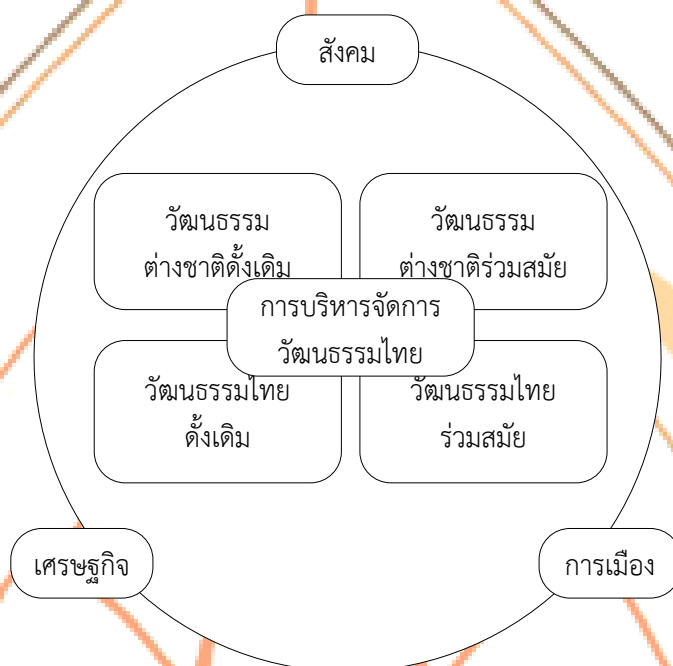 สังคม
วัฒนธรรม
ต่างชาติดั้งเดิม
วัฒนธรรม
ต่างชาติร่วมสมัย
การบริหารจัดการ
วัฒนธรรมไทย
วัฒนธรรมไทย
ดั้งเดิม
วัฒนธรรมไทย
ร่วมสมัย
เศรษฐกิจ
การเมือง